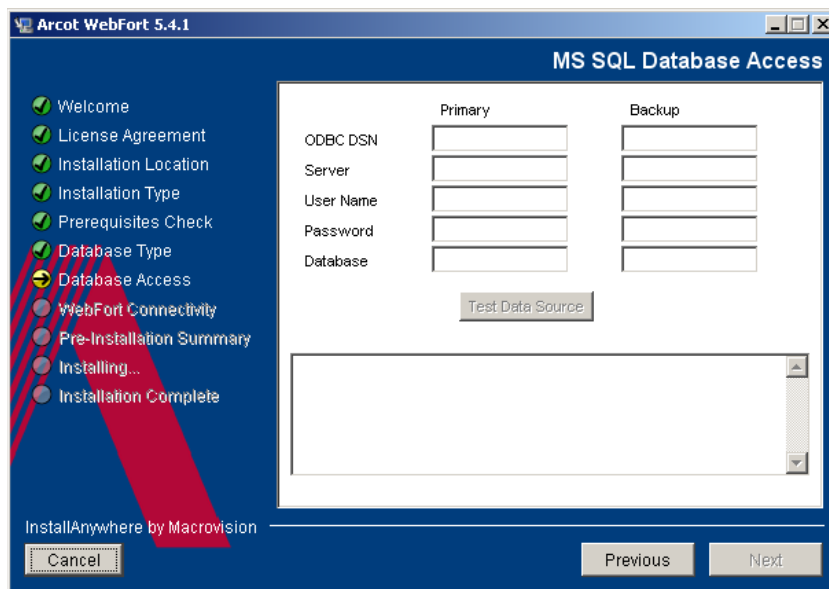 Arcot WebFort 5.4.1
MS SQL Database Access
Welcome
License Agreement
Installation Location
Installation Type
Prerequisites Check
Database Type
Database Access
WebFort Connectivity
Pre-Installation Summary
Installing...
Installation Complete
Primary Backup
ODBC DSN
Server
User Name
Password
Database
Test Data Source
InstallAnywhere by Macrovision
Cancel Previous Next